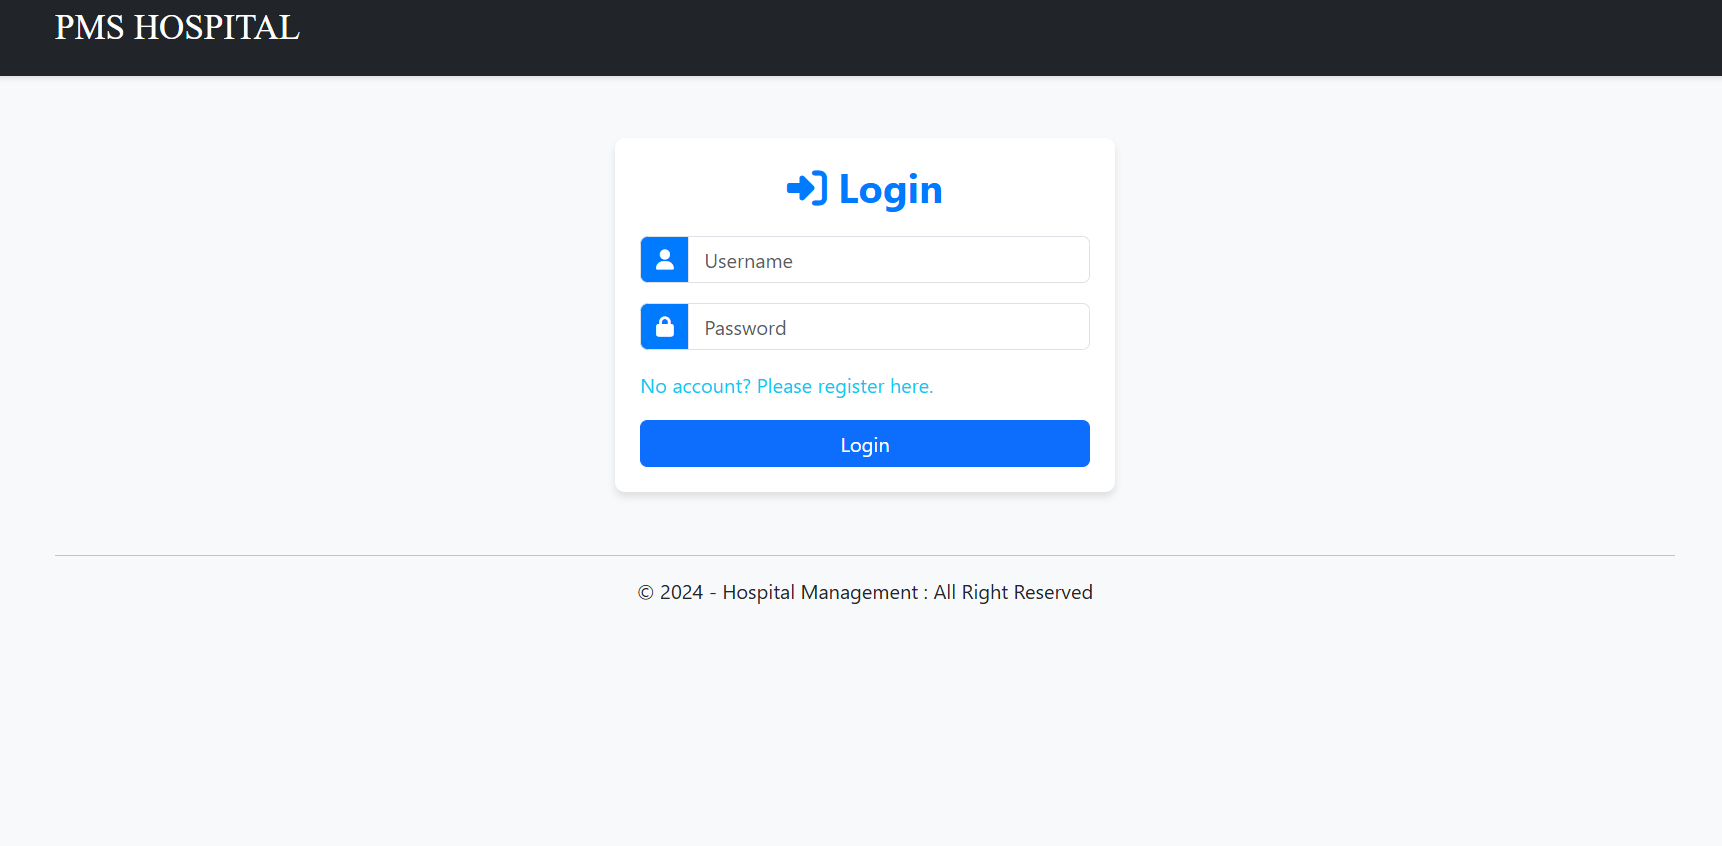 PMS HOSPITAL
Login
Username
Password
No account? Please register here.
Login
© 2024 - Hospital Management : All Right Reserved